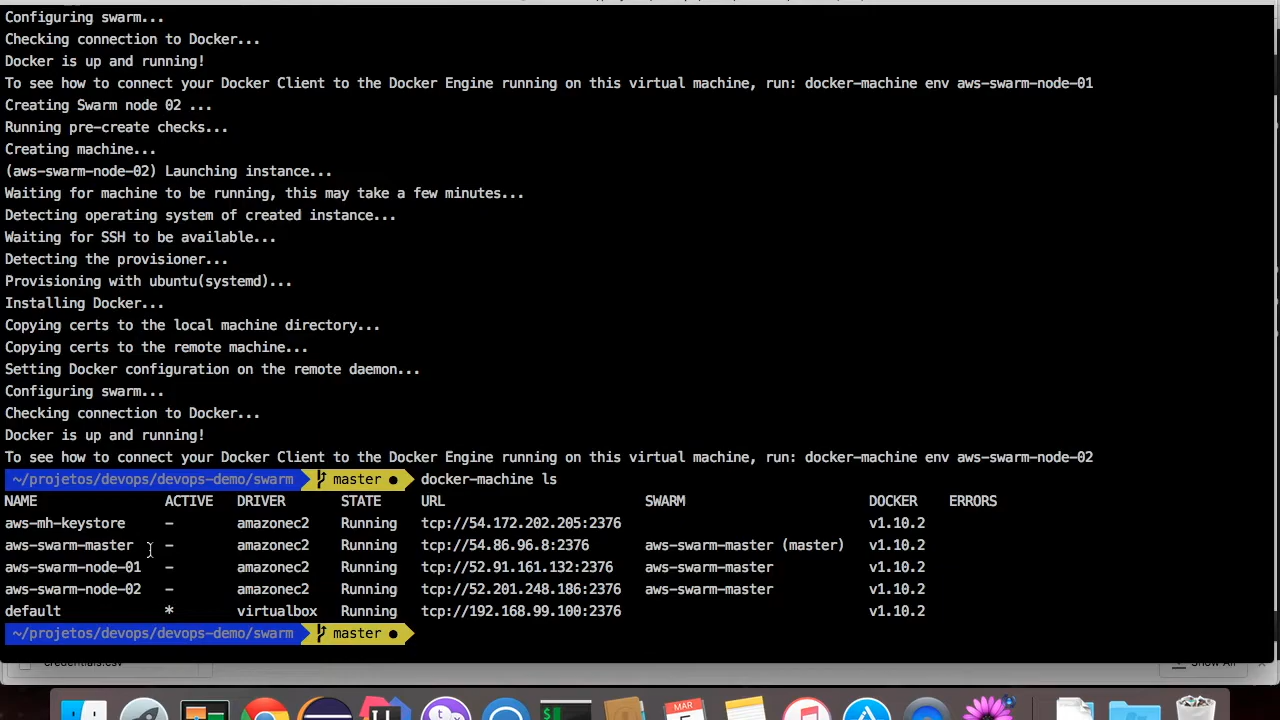 Configuring swarm...
Checking connection to Docker...
Docker is up and running!
To see how to connect your Docker Client to the Docker Engine running on this virtual machine, run: docker-machine env aws-swarm-node-01
Creating Swarm node 02 ...
Running pre-create checks...
Creating machine...
(aws-swarm-node-02) Launching instance...
Waiting for machine to be running, this may take a few minutes...
Detecting operating system of created instance...
Waiting for SSH to be available...
Detecting the provisioner...
Provisioning with ubuntu(systemd)...
Installing Docker...
Copying certs to the local machine directory...
Copying certs to the remote machine...
Setting Docker configuration on the remote daemon...
Configuring swarm...
Checking connection to Docker...
Docker is up and running!
To see how to connect your Docker Client to the Docker Engine running on this virtual machine, run: docker-machine env aws-swarm-node-02
~/projetos/devops/devops-demo/swarm master ● docker-machine ls
NAME ACTIVE DRIVER STATE URL SWARM DOCKER ERRORS
aws-mh-keystore - amazonec2 Running tcp://54.172.202.205:2376 v1.10.2
aws-swarm-master - amazonec2 Running tcp://54.86.96.8:2376 aws-swarm-master (master) v1.10.2
aws-swarm-node-01 - amazonec2 Running tcp://52.91.161.132:2376 aws-swarm-master v1.10.2
aws-swarm-node-02 - amazonec2 Running tcp://52.201.248.186:2376 aws-swarm-master v1.10.2
default * virtualbox Running tcp://192.168.99.100:2376 v1.10.2
~/projetos/devops/devops-demo/swarm master ●
credentials.csv Show All
MAR